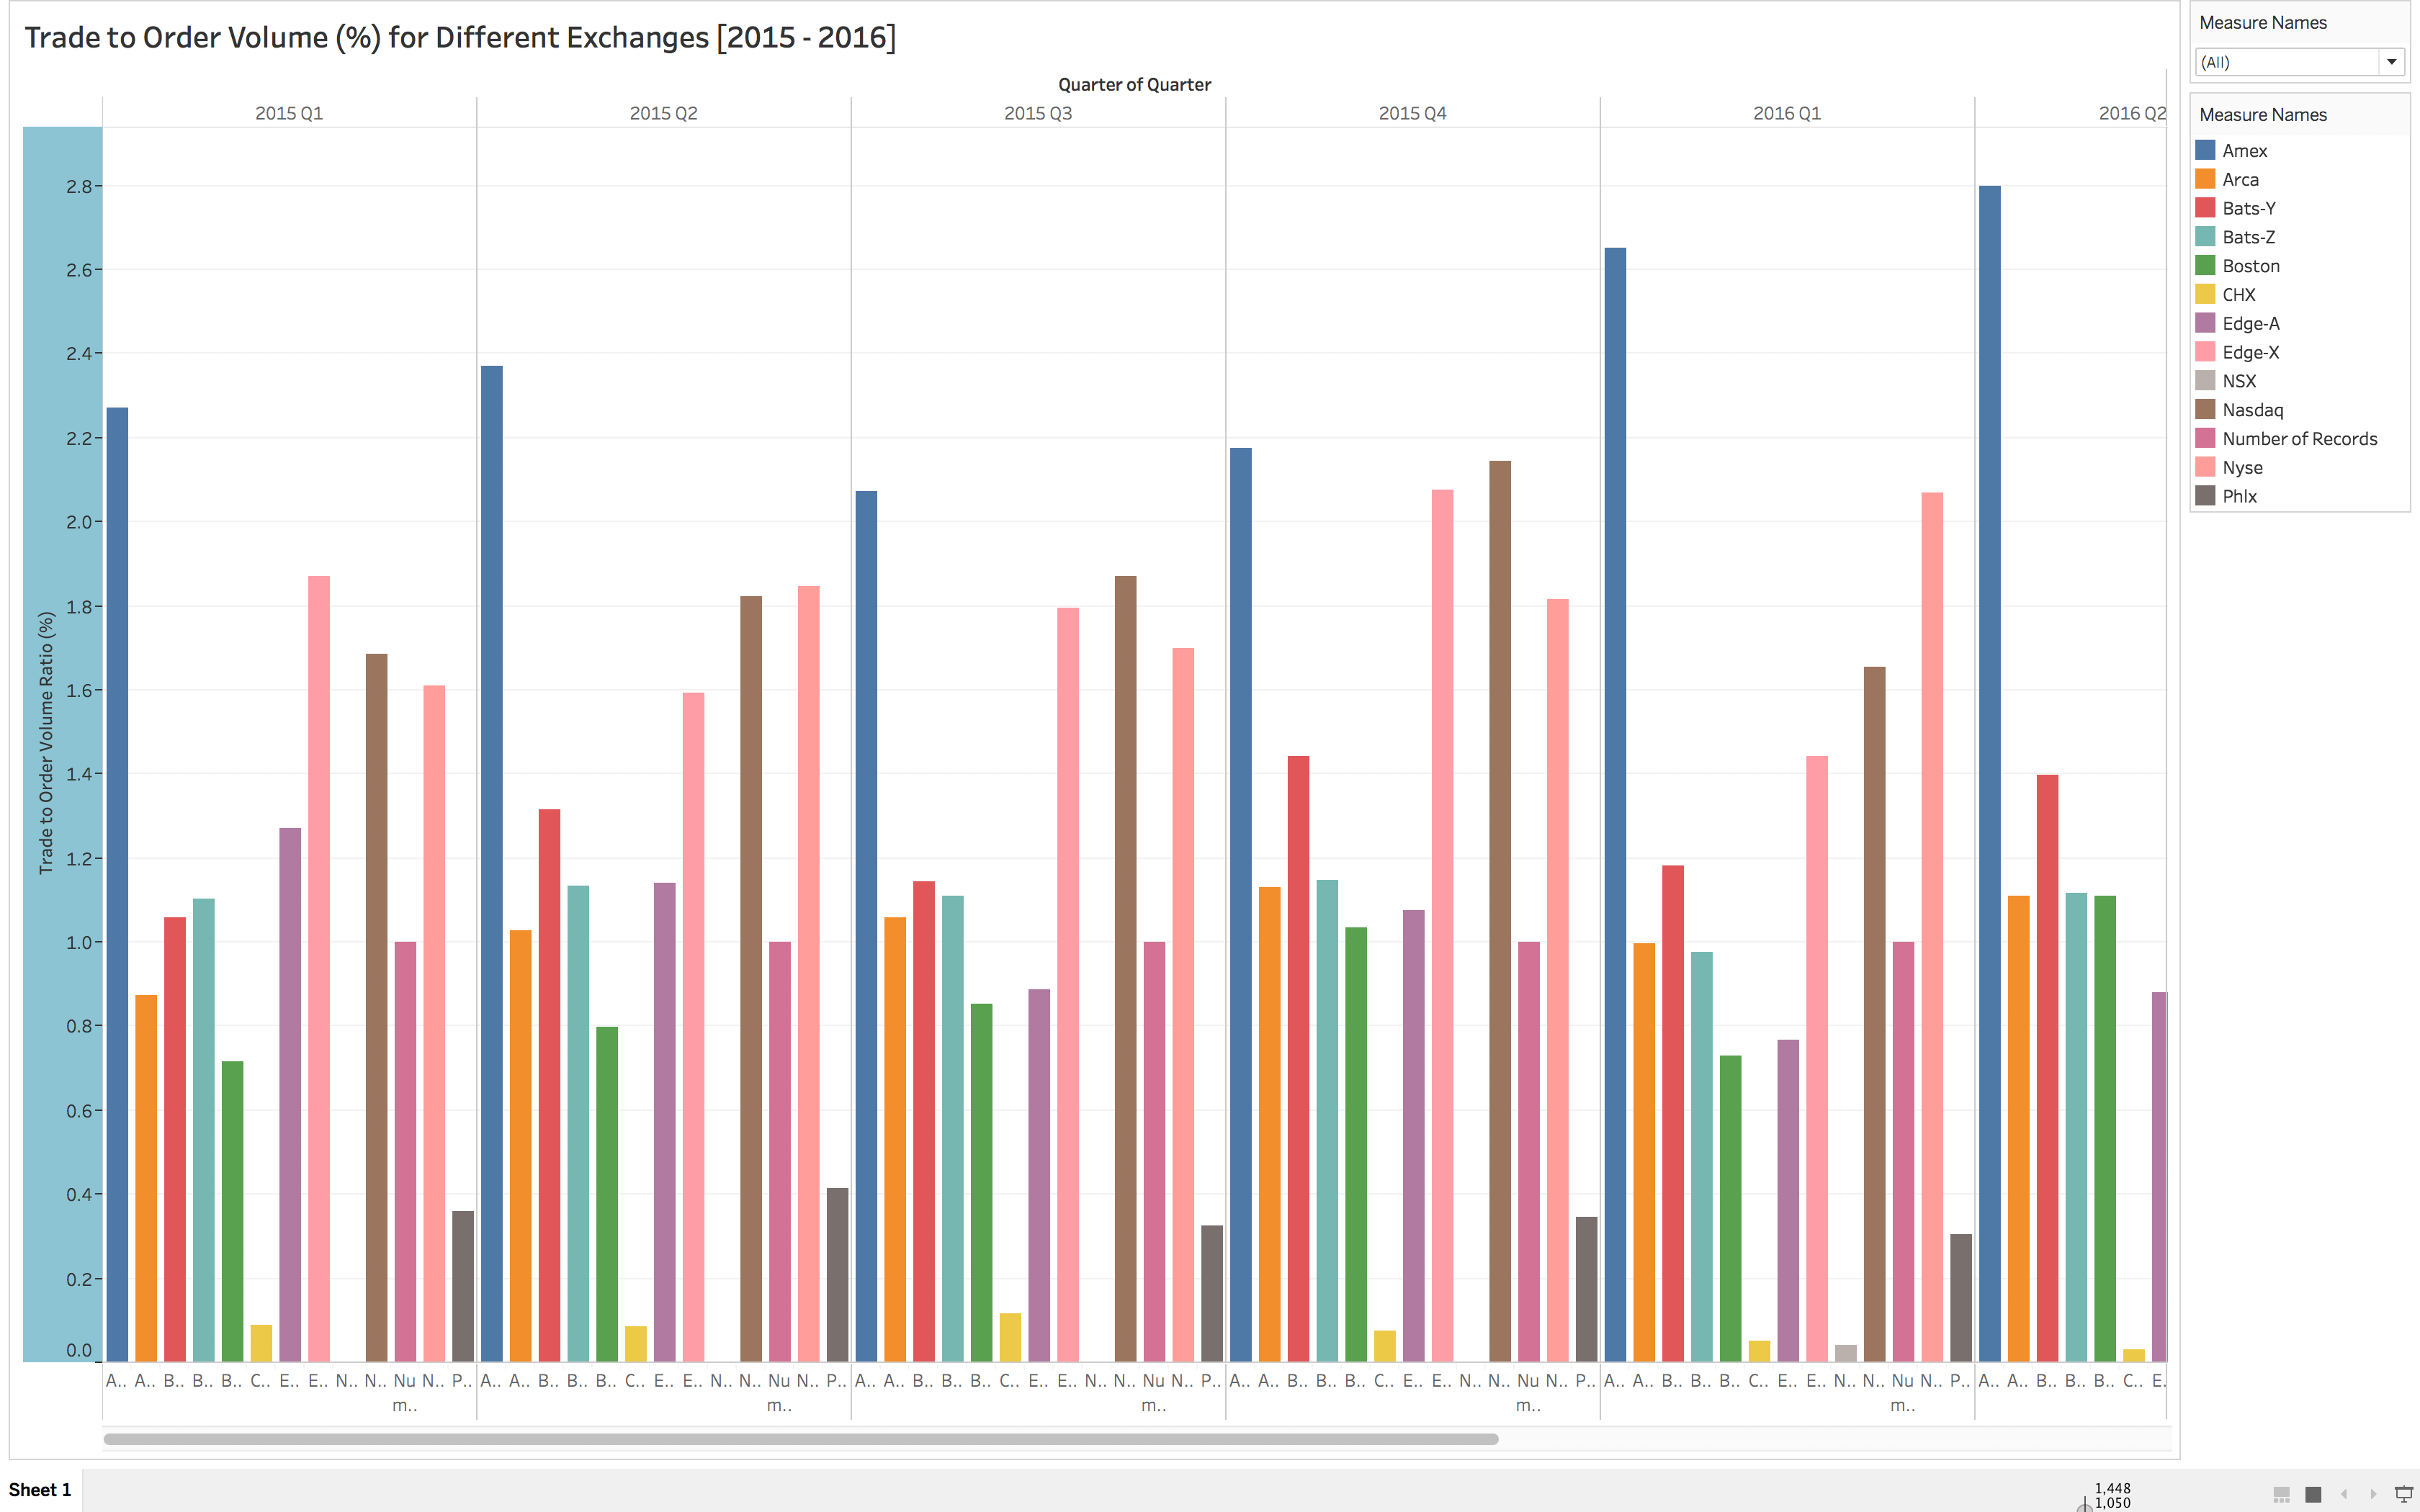 Trade to Order Volume (%) for Different Exchanges [2015 - 2016]
Quarter of Quarter
2015 Q1 2015 Q2 2015 Q3 2015 Q4 2016 Q1 2016 Q2
2.8
2.6
2.4
2.2
2.0
1.8
1.6
1.4
1.2
1.0
0.8
0.6
0.4
0.2
0.0
Trade to Order Volume Ratio (%)
A.. A.. B.. B.. B.. C.. E.. E.. N.. N.. Nu N.. P.. A.. A.. B.. B.. B.. C.. E.. E.. N.. N.. Nu N.. P.. A.. A.. B.. B.. B.. C.. E.. E.. N.. N.. Nu N.. P.. A.. A.. B.. B.. B.. C.. E.. E.. N.. N.. Nu N.. P.. A.. A.. B.. B.. B.. C.. E.. E.. N.. N.. Nu N.. P.. A.. A.. B.. B.. B.. C.. E.
m.. m.. m.. m.. m..
Measure Names
(All)
Measure Names
Amex
Arca
Bats-Y
Bats-Z
Boston
CHX
Edge-A
Edge-X
NSX
Nasdaq
Number of Records
Nyse
Phlx
Sheet 1
1,448
1,050